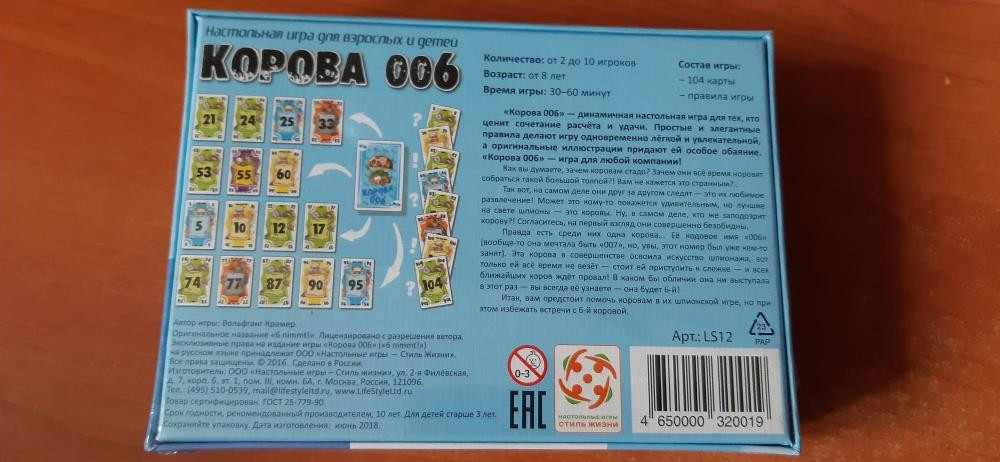 Настольная игра для взрослых и детей
КОРОВА 006
Количество: от 2 до 10 игроков
Возраст: от 8 лет
Время игры: 30–60 минут
Состав игры:
– 104 карты
– правила игры
21 24 25 33
53 55 60
5 10 12 17
74 77 87 90 95
КОРОВА
006
?
!
!
?
?
104
«Корова 006» — динамичная настольная игра для тех, кто
ценит сочетание расчёта и удачи. Простые и элегантные
правила делают игру одновременно лёгкой и увлекательной,
а оригинальные иллюстрации придают ей особое обаяние.
«Корова 006» — игра для любой компании!
Как вы думаете, зачем коровам стадо? Зачем они всё время норовят
собраться такой большой толпой?! Вам не кажется это странным?..
Так вот, на самом деле они друг за другом следят — это их любимое
развлечение! Может это кому-то покажется удивительным, но лучшие
на свете шпионы — это коровы. Ну, в самом деле, кто же заподозрит
корову?! Согласитесь, на первый взгляд они совершенно безобидны.
Правда есть среди них одна корова... Её кодовое имя «006»
(вообще-то она мечтала быть «007», но, увы, этот номер был уже кем-то
занят). Эта корова в совершенстве освоила искусство шпионажа, вот
только ей всё время не везёт — стоит ей приступить к слежке — и всех
ближайших коров ждёт провал! В каком бы обличии она ни выступала
в этот раз — вы всегда её узнаете — она будет 6-й!
Итак, вам предстоит помочь коровам в их шпионской игре, но при
этом избежать встречи с 6-й коровой.
Автор игры: Вольфганг Крамер.
Оригинальное название «6 nimmt!». Лицензировано с разрешения автора.
Эксклюзивные права на издание игры «Корова 006» («6 nimmt!»)
на русском языке принадлежат ООО «Настольные игры – Стиль Жизни».
Все права защищены. © 2016. Сделано в России.
Изготовитель: ООО «Настольные игры – Стиль жизни», ул. 2-я Филёвская,
д. 7, корп. 6, эт. 1, пом. III, комн. 6А, г. Москва, Россия, 121096.
Тел.: (495) 510-0539, mail@lifestyleltd.ru, www.LifeStyleLtd.ru
Товар сертифицирован. ГОСТ 25-779-90.
Срок годности, рекомендованный производителем, 10 лет. Для детей старше 3 лет.
Сохраняйте упаковку. Дата изготовления: июнь 2018.
0-3
EAC
НАСТОЛЬНЫЕ ИГРЫ
СТИЛЬ ЖИЗНИ
Арт.: LS12
23
PAP
4 650000 320019